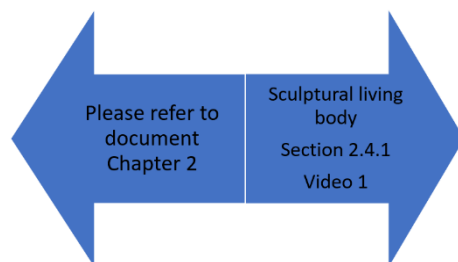 Please refer to
document
Chapter 2
Sculptural living
body
Section 2.4.1
Video 1